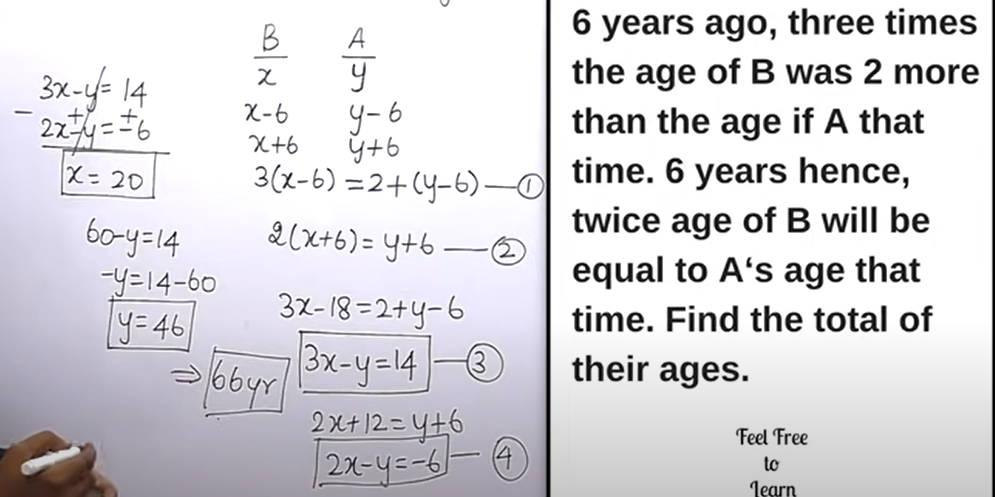 B A
x y
x-6 y-6
x+6 y+6
3(x-6) = 2+(y-6) — ①
2(x+6) = y+6 — ②
3x-18 = 2+y-6
3x-y=14 — ③
2x+12 = y+6
2x-y=-6 — ④
3x-y = 14
- 2x-y = -6
+ +
x = 20
60-y=14
-y=14-60
y=46
⇒ 66yr
6 years ago, three times
the age of B was 2 more
than the age if A that
time. 6 years hence,
twice age of B will be
equal to A‘s age that
time. Find the total of
their ages.
Feel Free
to
Learn